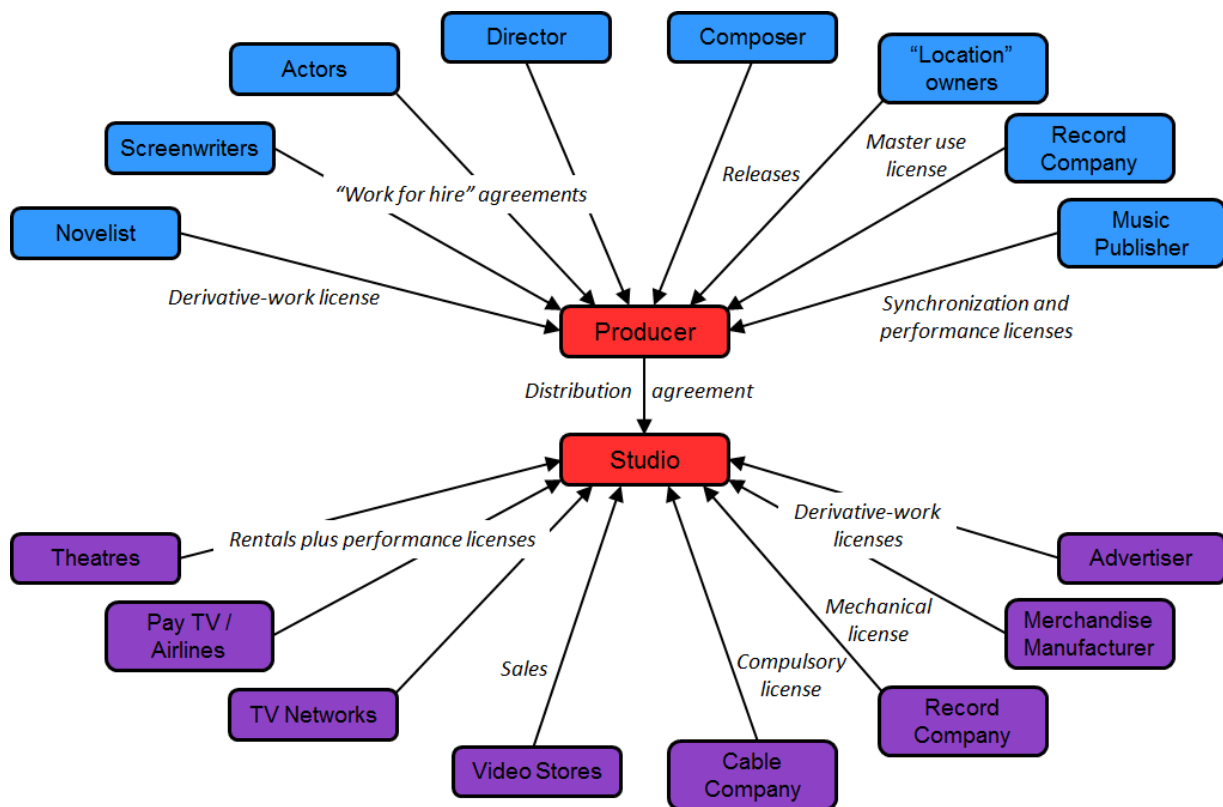 Director
Composer
Actors
“Location”
owners
Screenwriters
Master use
license
Record
Company
Releases
“Work for hire” agreements
Novelist
Music
Publisher
Derivative-work license
Synchronization and
performance licenses
Producer
Distribution agreement
Studio
Derivative-work
licenses
Rentals plus performance licenses
Theatres
Advertiser
Pay TV /
Airlines
Mechanical
license
Merchandise
Manufacturer
Sales
Compulsory
license
TV Networks
Record
Company
Video Stores
Cable
Company